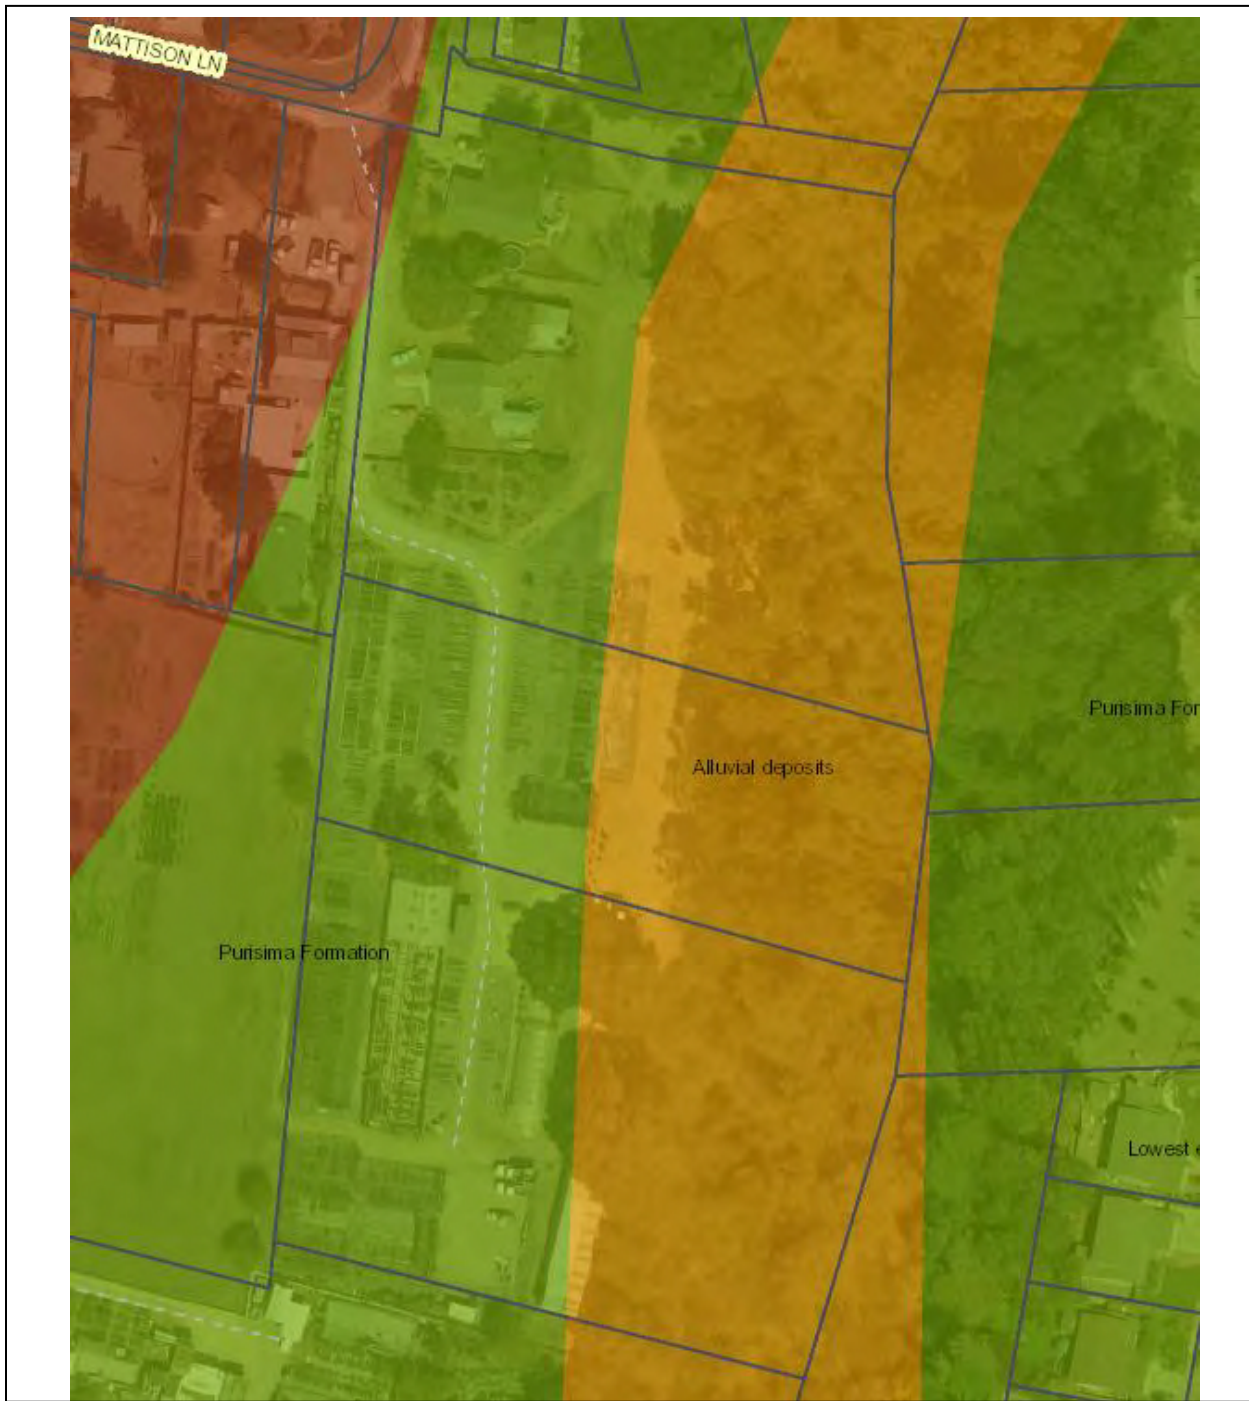 MATTISON LN
Purisima For
Alluvial deposits
Purisima Formation
Lowest